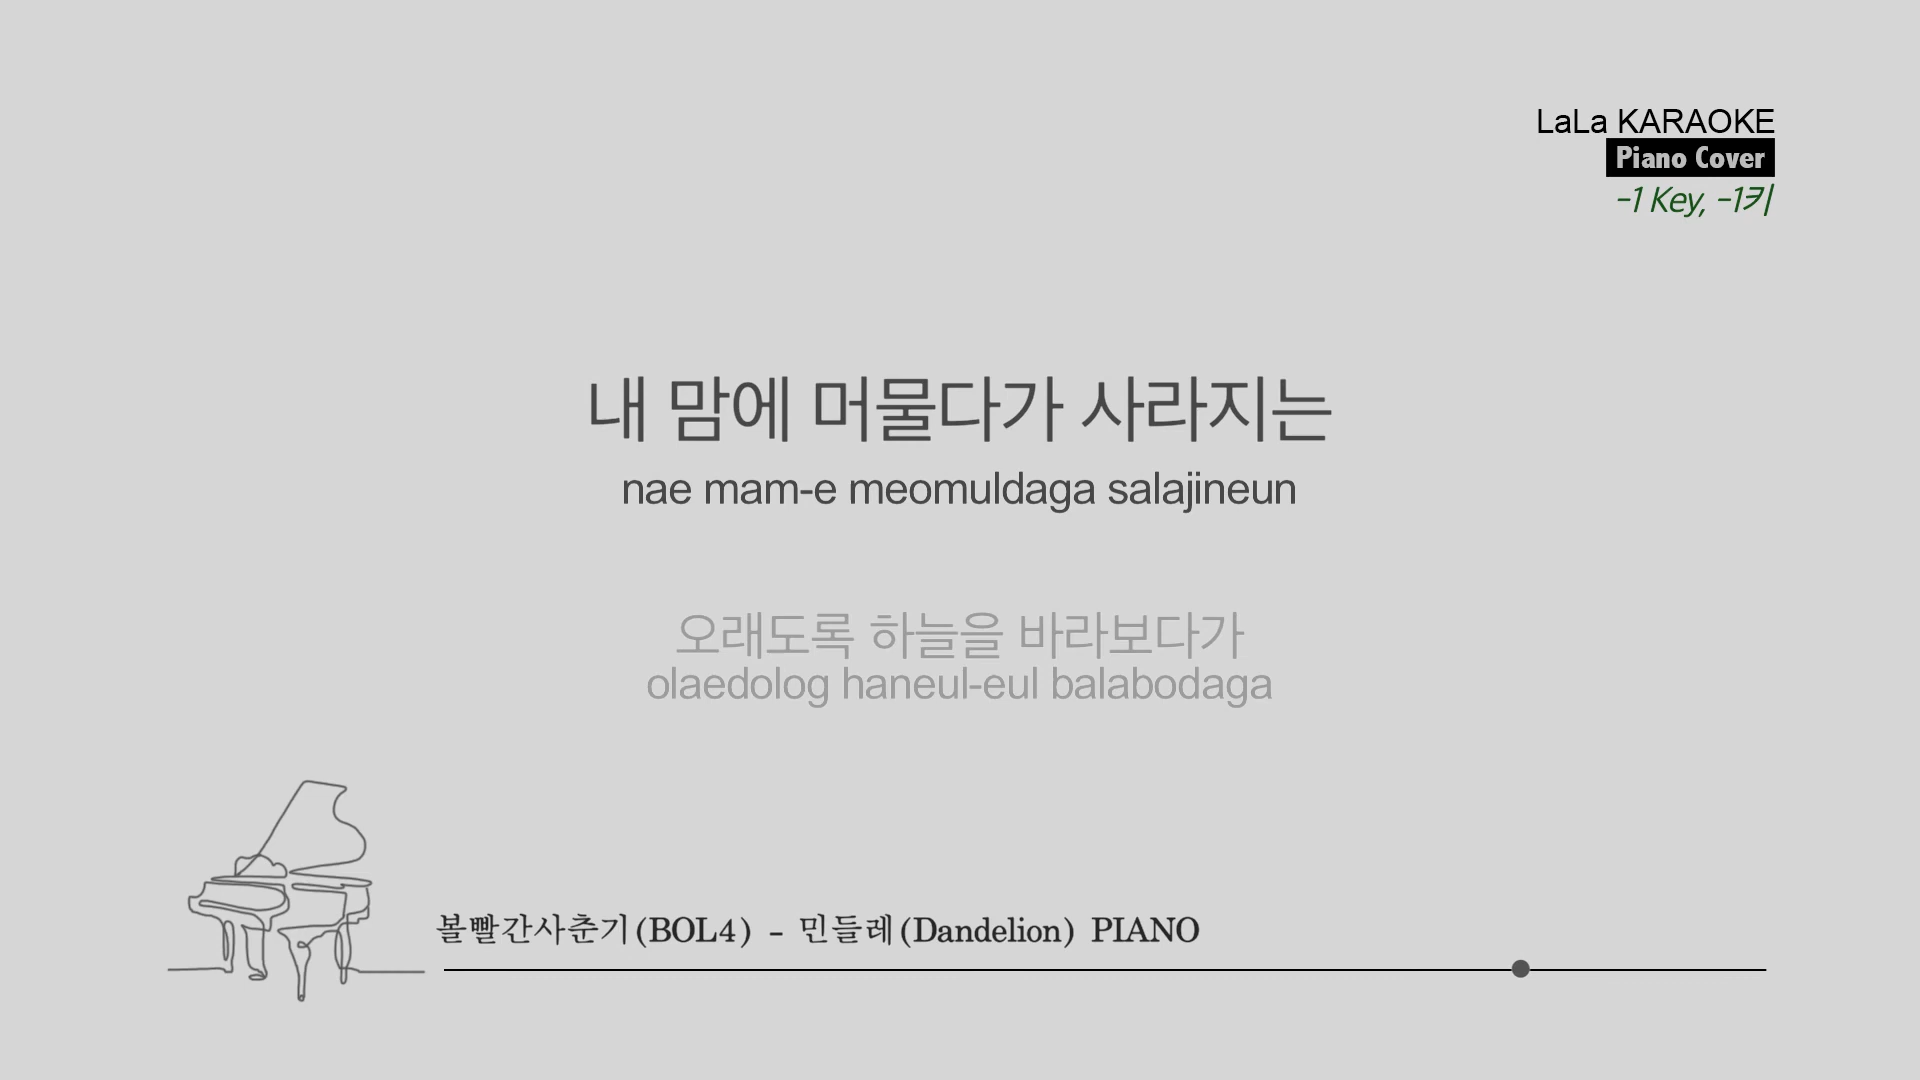 LaLa KARAOKE
Piano Cover
-1 Key, -1키
내 맘에 머물다가 사라지는
nae mam-e meomuldaga salajineun
오래도록 하늘을 바라보다가
olaedolog haneul-eul balabodaga
볼빨간사춘기(BOL4) - 민들레(Dandelion) PIANO